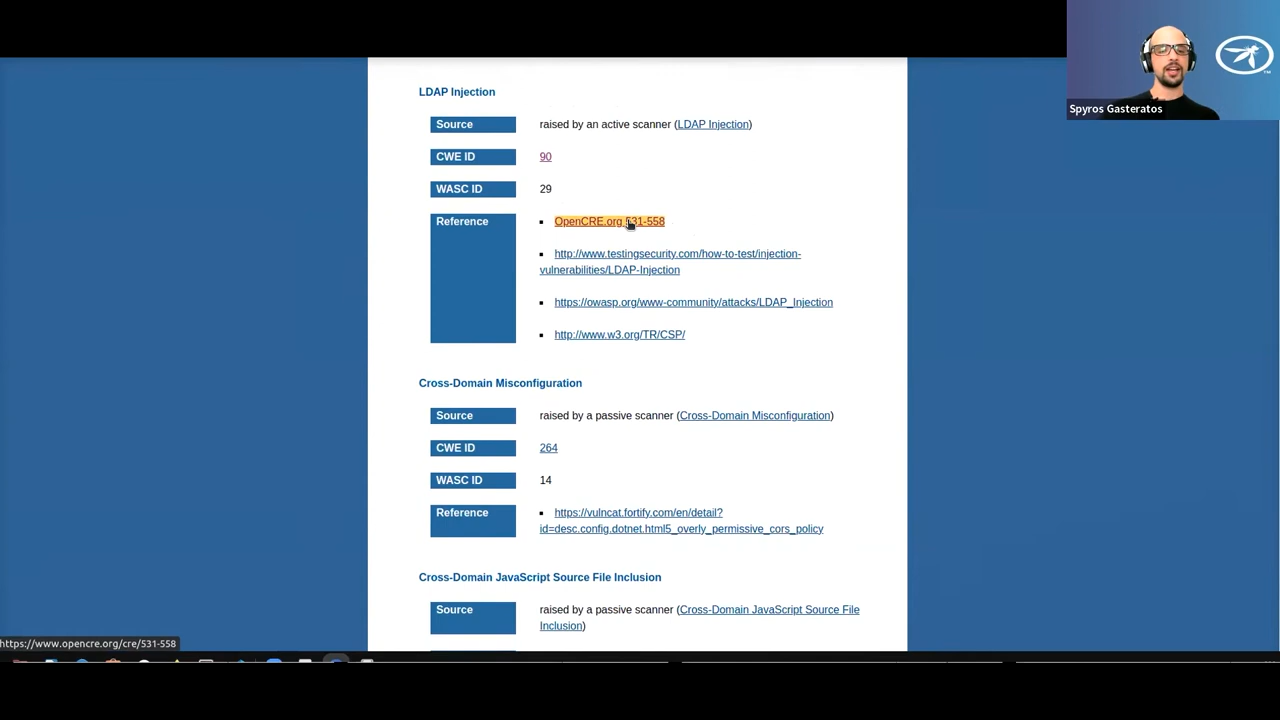 Spyros Gasteratos
TM
LDAP Injection
Source raised by an active scanner (LDAP Injection)
CWE ID 90
WASC ID 29
Reference ▪ OpenCRE.org 531-558
▪ http://www.testingsecurity.com/how-to-test/injection-
vulnerabilities/LDAP-Injection
▪ https://owasp.org/www-community/attacks/LDAP_Injection
▪ http://www.w3.org/TR/CSP/
Cross-Domain Misconfiguration
Source raised by a passive scanner (Cross-Domain Misconfiguration)
CWE ID 264
WASC ID 14
Reference ▪ https://vulncat.fortify.com/en/detail?
id=desc.config.dotnet.html5_overly_permissive_cors_policy
Cross-Domain JavaScript Source File Inclusion
Source raised by a passive scanner (Cross-Domain JavaScript Source File
Inclusion)
https://www.opencre.org/cre/531-558